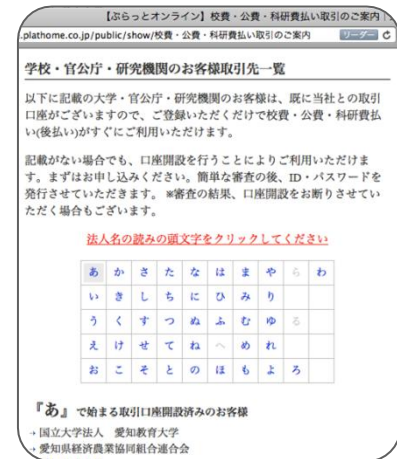 【ぷらっとオンライン】校費・公費・科研費払い取引のご案内
.plathome.co.jp/public/show/校費・公費・科研費払い取引のご案内 リーダー
学校・官公庁・研究機関のお客様取引先一覧
以下に記載の大学・官公庁・研究機関のお客様は、既に当社との取引
口座がございますので、ご登録いただくだけで校費・公費・科研費払
い(後払い)がすぐにご利用いただけます。
記載がない場合でも、口座開設を行うことによりご利用いただけま
す。まずはお申し込みください。簡単な審査の後、ID・パスワードを
発行させていただきます。 ※審査の結果、口座開設をお断りさせてい
ただく場合もございます。
法人名の読みの頭文字をクリックしてください
あ か さ た な は ま や ら わ
い き し ち に ひ み り
う く す つ ぬ ふ む ゆ る
え け せ て ね へ め れ
お こ そ と の ほ も よ ろ
『あ』で始まる取引口座開設済みのお客様
→ 国立大学法人 愛知教育大学
→ 愛知県経済農業協同組合連合会